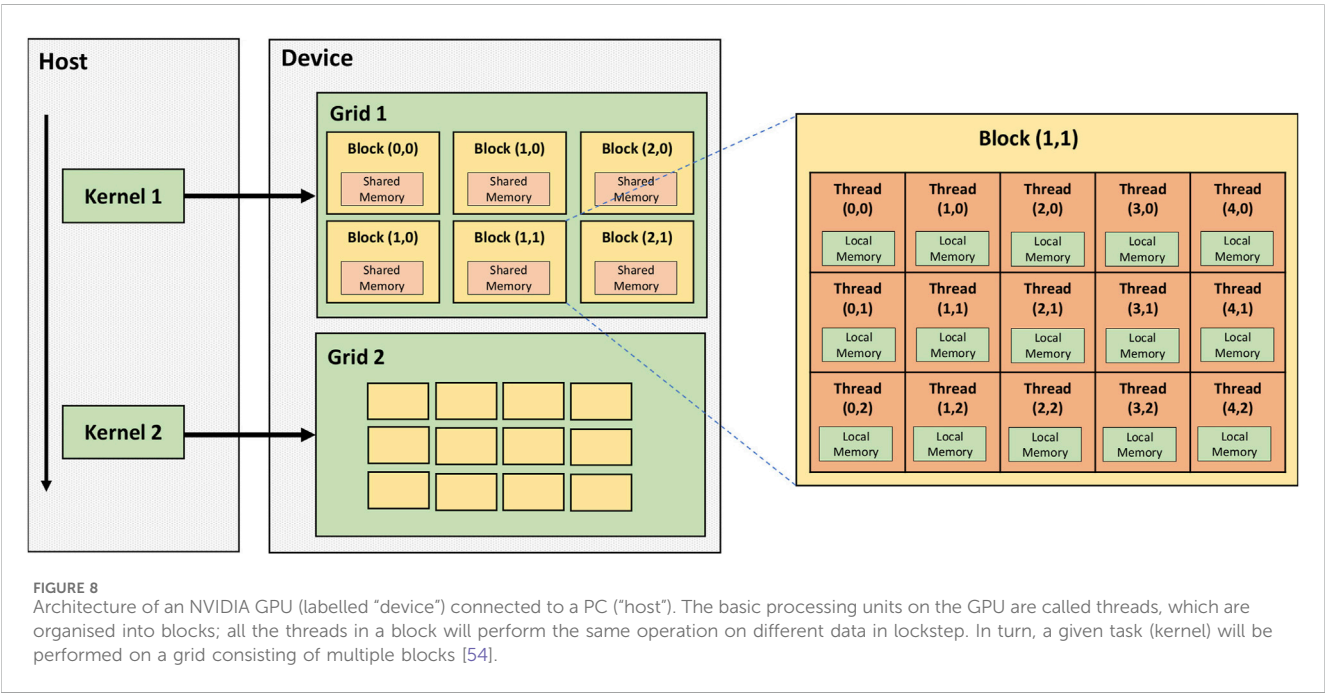 Host
Kernel 1
Kernel 2
Device
Grid 1
Block (0,0)
Shared
Memory
Block (1,0)
Shared
Memory
Block (2,0)
Shared
Memory
Block (1,0)
Shared
Memory
Block (1,1)
Shared
Memory
Block (2,1)
Shared
Memory
Grid 2
Block (1,1)
Thread
(0,0)
Local
Memory
Thread
(1,0)
Local
Memory
Thread
(2,0)
Local
Memory
Thread
(3,0)
Local
Memory
Thread
(4,0)
Local
Memory
Thread
(0,1)
Local
Memory
Thread
(1,1)
Local
Memory
Thread
(2,1)
Local
Memory
Thread
(3,1)
Local
Memory
Thread
(4,1)
Local
Memory
Thread
(0,2)
Local
Memory
Thread
(1,2)
Local
Memory
Thread
(2,2)
Local
Memory
Thread
(3,2)
Local
Memory
Thread
(4,2)
Local
Memory
FIGURE 8
Architecture of an NVIDIA GPU (labelled “device”) connected to a PC (“host”). The basic processing units on the GPU are called threads, which are
organised into blocks; all the threads in a block will perform the same operation on different data in lockstep. In turn, a given task (kernel) will be
performed on a grid consisting of multiple blocks [54].